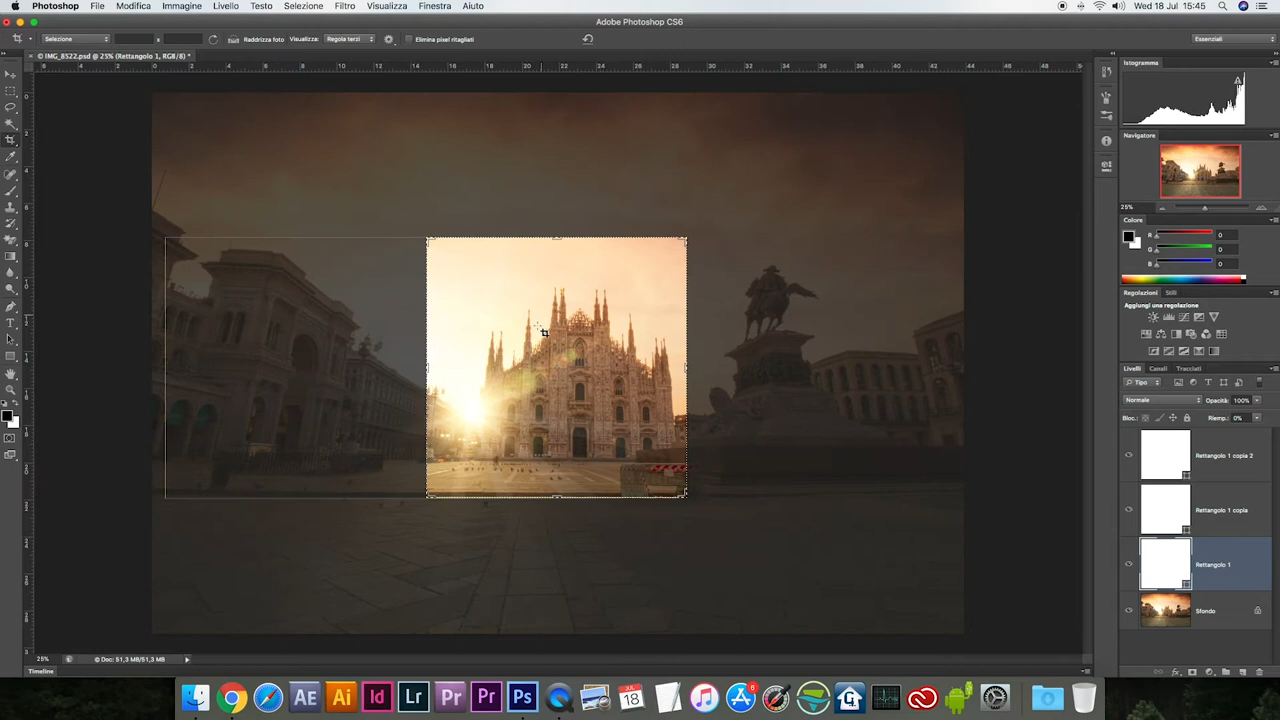 Photoshop File Modifica Immagine Livello Testo Selezione Filtro Visualizza Finestra Aiuto Wed 18 Jul 15:45
Adobe Photoshop CS6
Selezione x Raddrizza foto Visualizza: Regola terzi Elimina pixel ritagliati Essenziali
× © IMG_8522.psd @ 25% (Rettangolo 1, RGB/8) *
Istogramma
Navigatore
25%
Colore
R 0
G 0
B 0
Regolazioni Stili
Aggiungi una regolazione
Livelli Canali Tracciati
Tipo
Normale Opacità: 100%
Bloc.: Riemp.: 0%
Rettangolo 1 copia 2
Rettangolo 1 copia
Rettangolo 1
Sfondo
25% Doc: 51,3 MB/51,3 MB
Timeline
AE Ai Id Lr Pr Pr Ps JUL 18 6